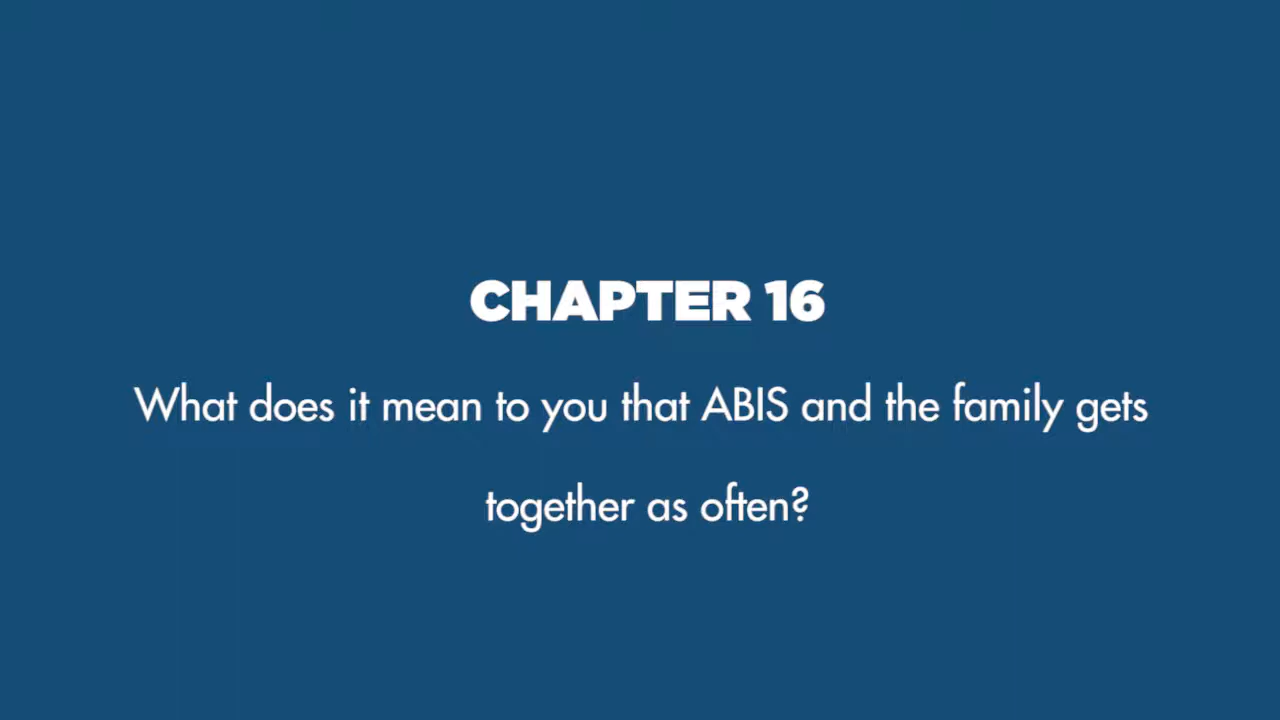 CHAPTER 16
What does it mean to you that ABIS and the family gets
together as often?